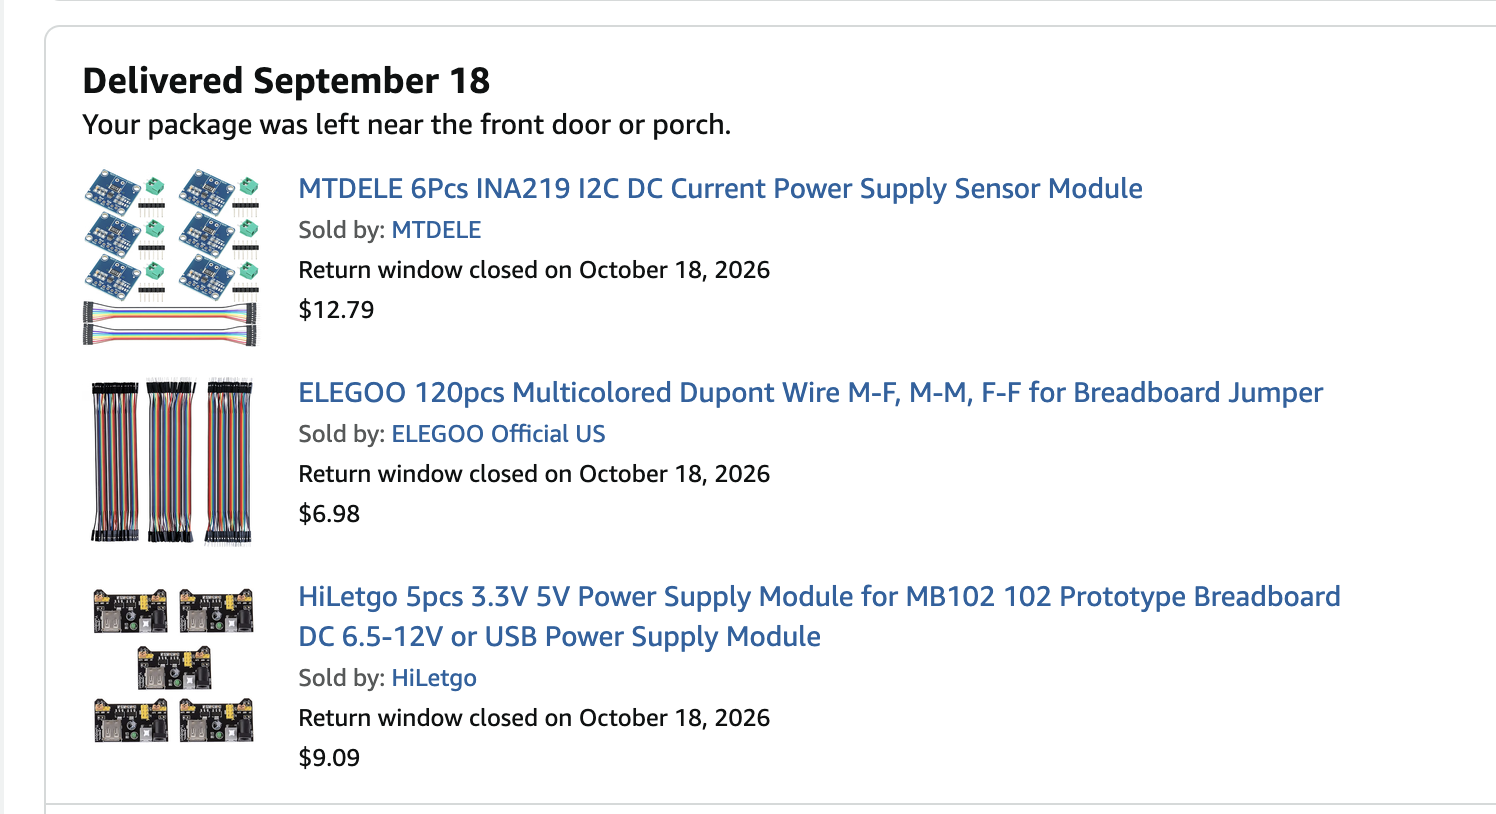 Delivered September 18
Your package was left near the front door or porch.
MTDELE 6Pcs INA219 I2C DC Current Power Supply Sensor Module
Sold by: MTDELE
Return window closed on October 18, 2026
$12.79
ELEGOO 120pcs Multicolored Dupont Wire M-F, M-M, F-F for Breadboard Jumper
Sold by: ELEGOO Official US
Return window closed on October 18, 2026
$6.98
HiLetgo 5pcs 3.3V 5V Power Supply Module for MB102 102 Prototype Breadboard
DC 6.5-12V or USB Power Supply Module
Sold by: HiLetgo
Return window closed on October 18, 2026
$9.09